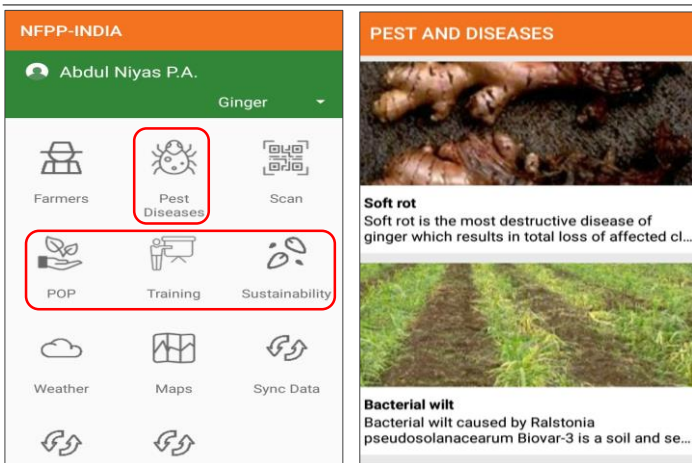 NFPP-INDIA
Abdul Niyas P.A.
Ginger
Farmers
Pest
Diseases
Scan
POP
Training
Sustainability
Weather
Maps
Sync Data
PEST AND DISEASES
Soft rot
Soft rot is the most destructive disease of
ginger which results in total loss of affected cl...
Bacterial wilt
Bacterial wilt caused by Ralstonia
pseudosolanacearum Biovar-3 is a soil and se...